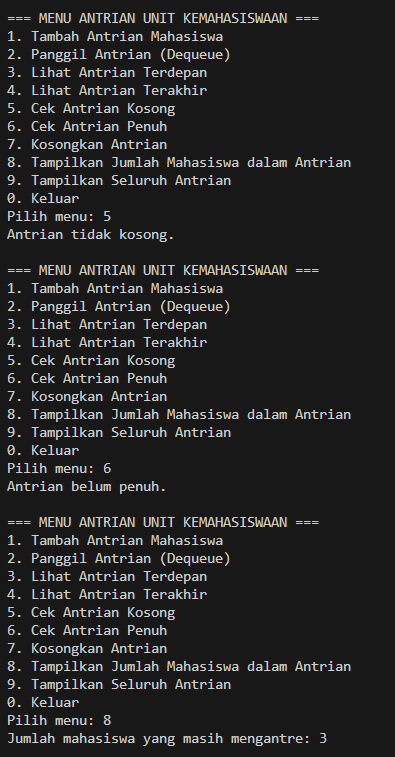 === MENU ANTRIAN UNIT KEMAHASISWAAN ===
1. Tambah Antrian Mahasiswa
2. Panggil Antrian (Dequeue)
3. Lihat Antrian Terdepan
4. Lihat Antrian Terakhir
5. Cek Antrian Kosong
6. Cek Antrian Penuh
7. Kosongkan Antrian
8. Tampilkan Jumlah Mahasiswa dalam Antrian
9. Tampilkan Seluruh Antrian
0. Keluar
Pilih menu: 5
Antrian tidak kosong.

=== MENU ANTRIAN UNIT KEMAHASISWAAN ===
1. Tambah Antrian Mahasiswa
2. Panggil Antrian (Dequeue)
3. Lihat Antrian Terdepan
4. Lihat Antrian Terakhir
5. Cek Antrian Kosong
6. Cek Antrian Penuh
7. Kosongkan Antrian
8. Tampilkan Jumlah Mahasiswa dalam Antrian
9. Tampilkan Seluruh Antrian
0. Keluar
Pilih menu: 6
Antrian belum penuh.

=== MENU ANTRIAN UNIT KEMAHASISWAAN ===
1. Tambah Antrian Mahasiswa
2. Panggil Antrian (Dequeue)
3. Lihat Antrian Terdepan
4. Lihat Antrian Terakhir
5. Cek Antrian Kosong
6. Cek Antrian Penuh
7. Kosongkan Antrian
8. Tampilkan Jumlah Mahasiswa dalam Antrian
9. Tampilkan Seluruh Antrian
0. Keluar
Pilih menu: 8
Jumlah mahasiswa yang masih mengantre: 3